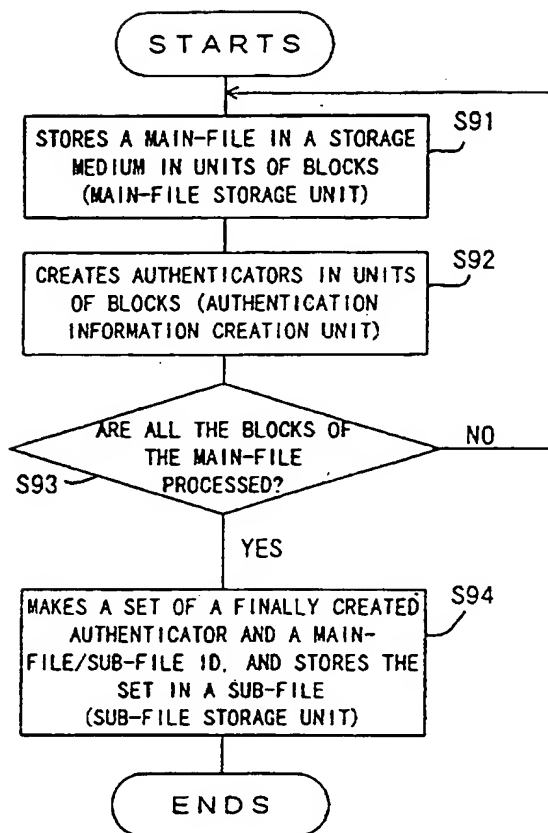 STARTS
S91
STORES A MAIN-FILE IN A STORAGE
MEDIUM IN UNITS OF BLOCKS
(MAIN-FILE STORAGE UNIT)
S92
CREATES AUTHENTICATORS IN UNITS
OF BLOCKS (AUTHENTICATION
INFORMATION CREATION UNIT)
ARE ALL THE BLOCKS OF
THE MAIN-FILE
PROCESSED?
NO
S93
YES
S94
MAKES A SET OF A FINALLY CREATED
AUTHENTICATOR AND A MAIN-
FILE/SUB-FILE ID, AND STORES THE
SET IN A SUB-FILE
(SUB-FILE STORAGE UNIT)
ENDS